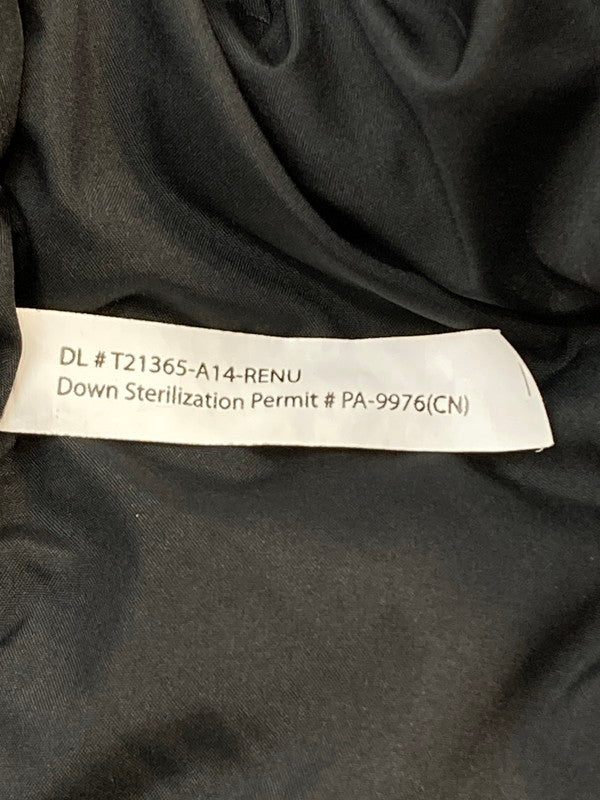 DL # T21365-A14-RENU
Down Sterilization Permit # PA-9976(CN)